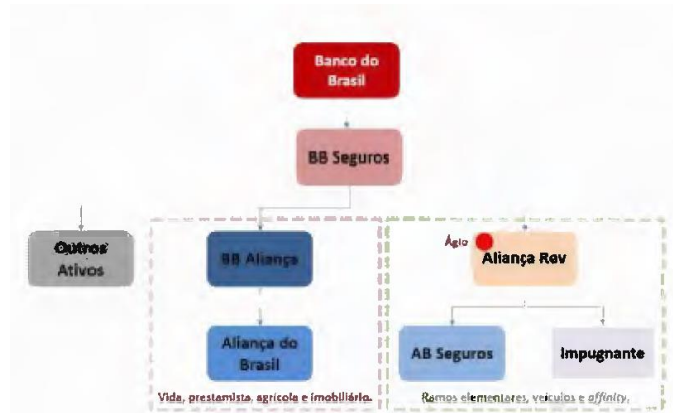 Banco do
Brasil
BB Seguros
Outros
Ativos
BB Aliança
Ágio
Aliança Rev
Aliança do
Brasil
AB Seguros
Impugnante
Vida, prestamista, agrícola e imobiliário.
Ramos elementares, veículos e affinity.